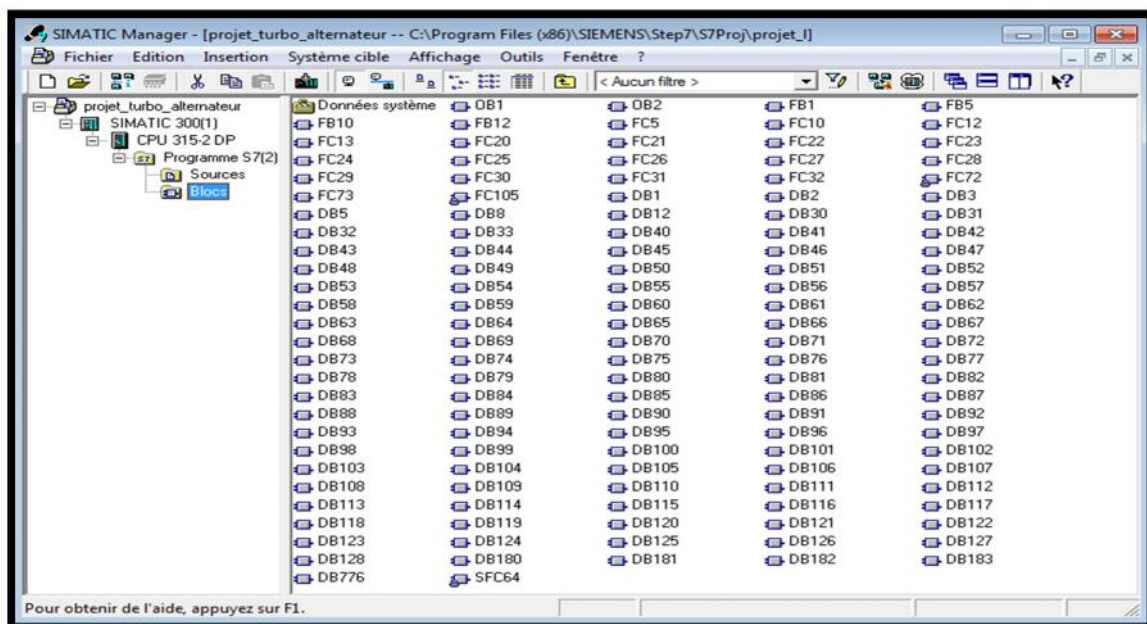 SIMATIC Manager - [projet_turbo_alternateur -- C:\Program Files (x86)\SIEMENS\Step7\S7Proj\projet_I]
Fichier Edition Insertion Système cible Affichage Outils Fenêtre ?
< Aucun filtre >
projet_turbo_alternateur
SIMATIC 300(1)
CPU 315-2 DP
Programme S7(2)
Sources
Blocs
Données système OB1 OB2 FB1 FB5
FB10 FB12 FC5 FC10 FC12
FC13 FC20 FC21 FC22 FC23
FC24 FC25 FC26 FC27 FC28
FC29 FC30 FC31 FC32 FC72
FC73 FC105 DB1 DB2 DB3
DB5 DB8 DB12 DB30 DB31
DB32 DB33 DB40 DB41 DB42
DB43 DB44 DB45 DB46 DB47
DB48 DB49 DB50 DB51 DB52
DB53 DB54 DB55 DB56 DB57
DB58 DB59 DB60 DB61 DB62
DB63 DB64 DB65 DB66 DB67
DB68 DB69 DB70 DB71 DB72
DB73 DB74 DB75 DB76 DB77
DB78 DB79 DB80 DB81 DB82
DB83 DB84 DB85 DB86 DB87
DB88 DB89 DB90 DB91 DB92
DB93 DB94 DB95 DB96 DB97
DB98 DB99 DB100 DB101 DB102
DB103 DB104 DB105 DB106 DB107
DB108 DB109 DB110 DB111 DB112
DB113 DB114 DB115 DB116 DB117
DB118 DB119 DB120 DB121 DB122
DB123 DB124 DB125 DB126 DB127
DB128 DB180 DB181 DB182 DB183
DB776 SFC64
Pour obtenir de l'aide, appuyez sur F1.